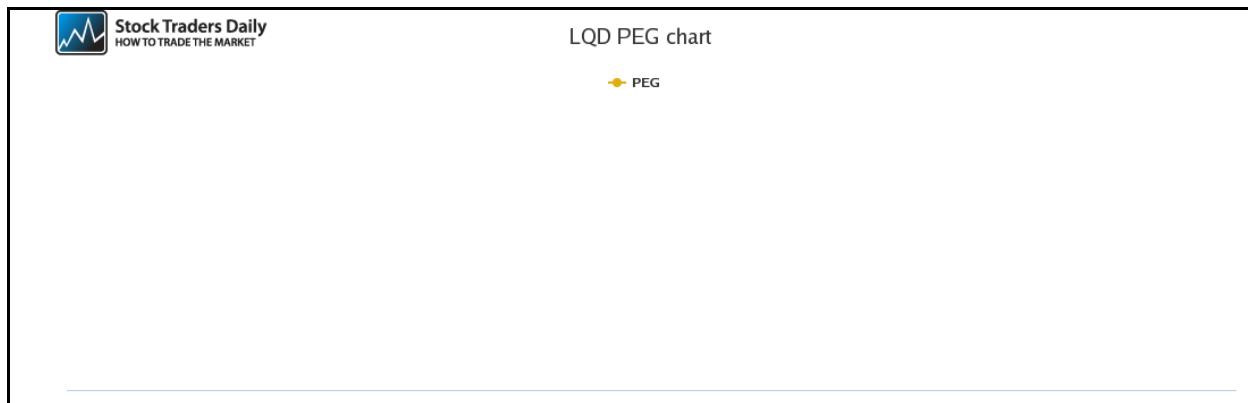 Stock Traders Daily
HOW TO TRADE THE MARKET
LQD PEG chart
PEG